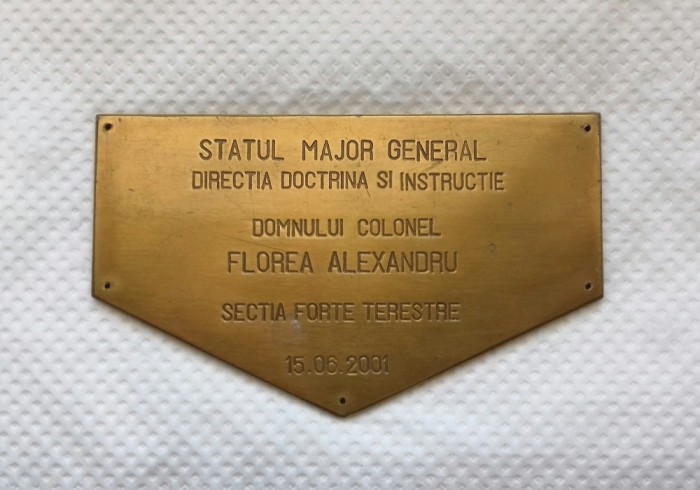 STATUL MAJOR GENERAL
DIRECTIA DOCTRINA SI INSTRUCTIE
DOMNULUI COLONEL
FLOREA ALEXANDRU
SECTIA FORTE TERESTRE
15.06.2001